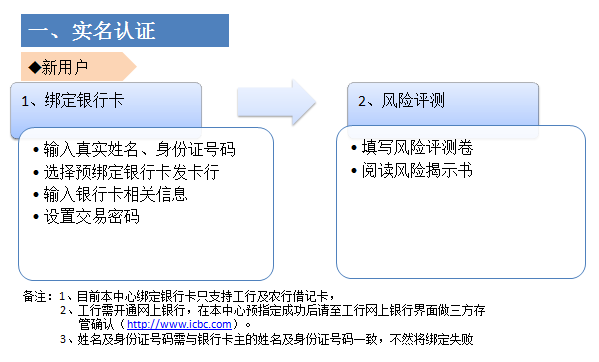 一、实名认证
◆新用户
1、绑定银行卡
• 输入真实姓名、身份证号码
• 选择预绑定银行卡发卡行
• 输入银行卡相关信息
• 设置交易密码
2、风险评测
• 填写风险评测卷
• 阅读风险揭示书
备注：1、目前本中心绑定银行卡只支持工行及农行借记卡，
2、工行需开通网上银行，在本中心预指定成功后请至工行网上银行界面做三方存
管确认（http://www.icbc.com）。
3、姓名及身份证号码需与银行卡主的姓名及身份证号码一致，不然将绑定失败